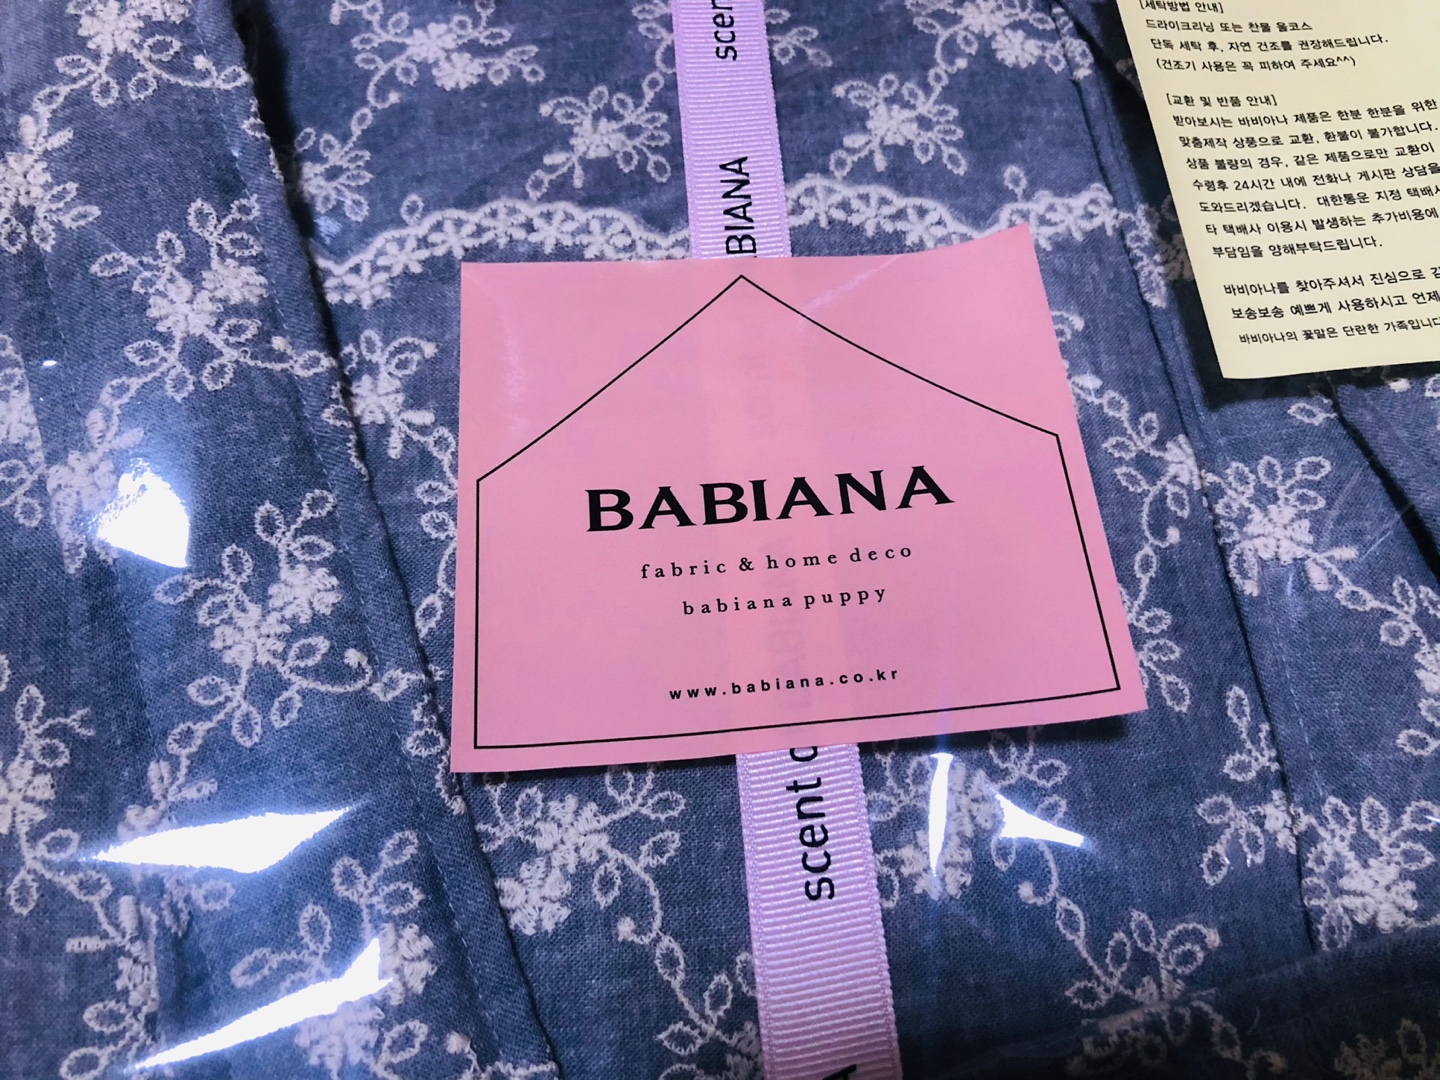 BABIANA
fabric & home deco
babiana puppy
www.babiana.co.kr
scent
[세탁방법 안내]
드라이크리닝 또는 찬물 울코스
단독 세탁 후, 자연 건조를 권장해드립니다.
(건조기 사용은 꼭 피하여 주세요^^)
[교환 및 반품 안내]
받아보시는 바비아나 제품은 한분 한분을 위한
맞춤제작 상품으로 교환, 환불이 불가합니다.
상품 불량의 경우, 같은 제품으로만 교환이
수령후 24시간 내에 전화나 게시판 상담을
도와드리겠습니다. 대한통운 지정 택배사
타 택배사 이용시 발생하는 추가비용에
부담임을 양해부탁드립니다.
바비아나를 찾아주셔서 진심으로
보송보송 예쁘게 사용하시고 언제
바비아나의 꽃말은 단란한 가족입니다